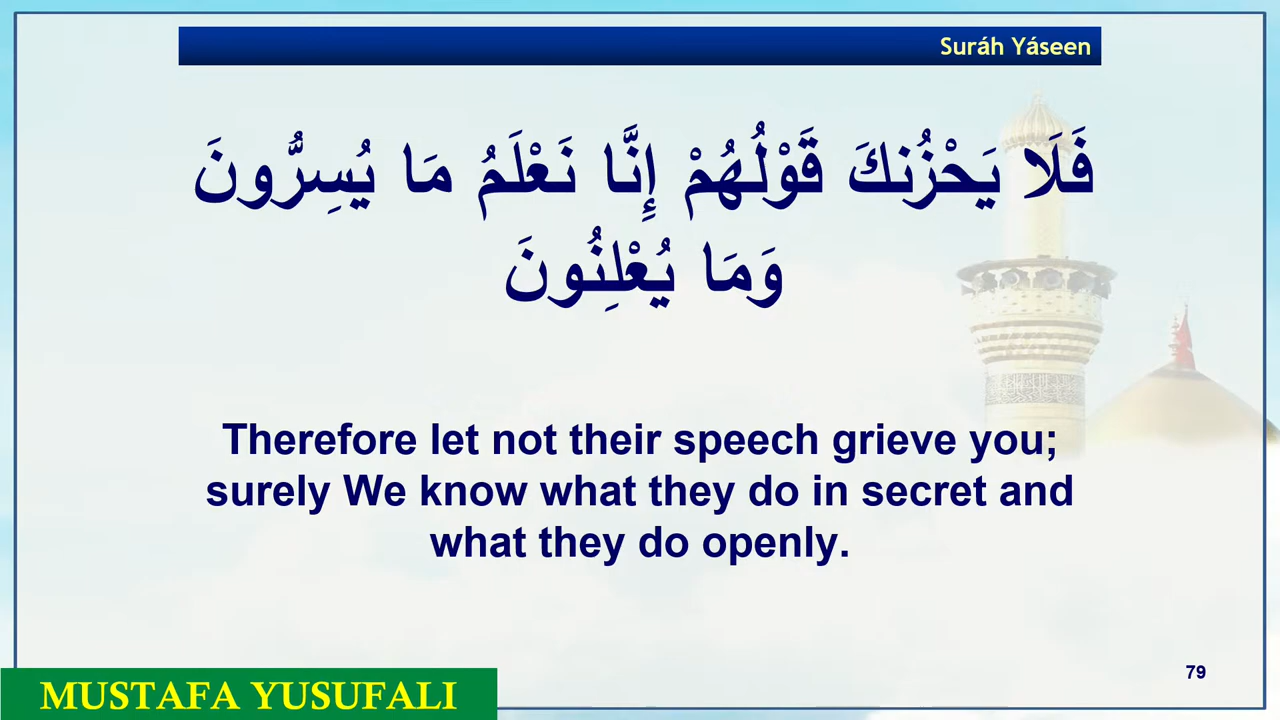 Suráh Yáseen
فَلَا يَحْزُنكَ قَوْلُهُمْ إِنَّا نَعْلَمُ مَا يُسِرُّونَ
وَمَا يُعْلِنُونَ
Therefore let not their speech grieve you;
surely We know what they do in secret and
what they do openly.
79
MUSTAFA YUSUFALI